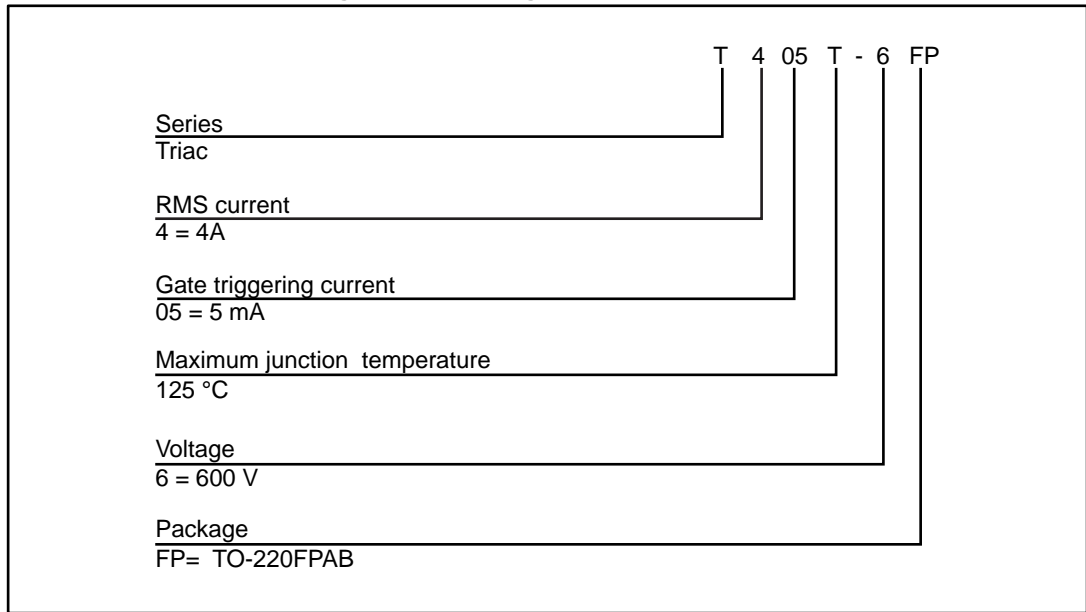 T 4 05 T - 6 FP
Series
Triac
RMS current
4 = 4A
Gate triggering current
05 = 5 mA
Maximum junction temperature
125 °C
Voltage
6 = 600 V
Package
FP= TO-220FPAB